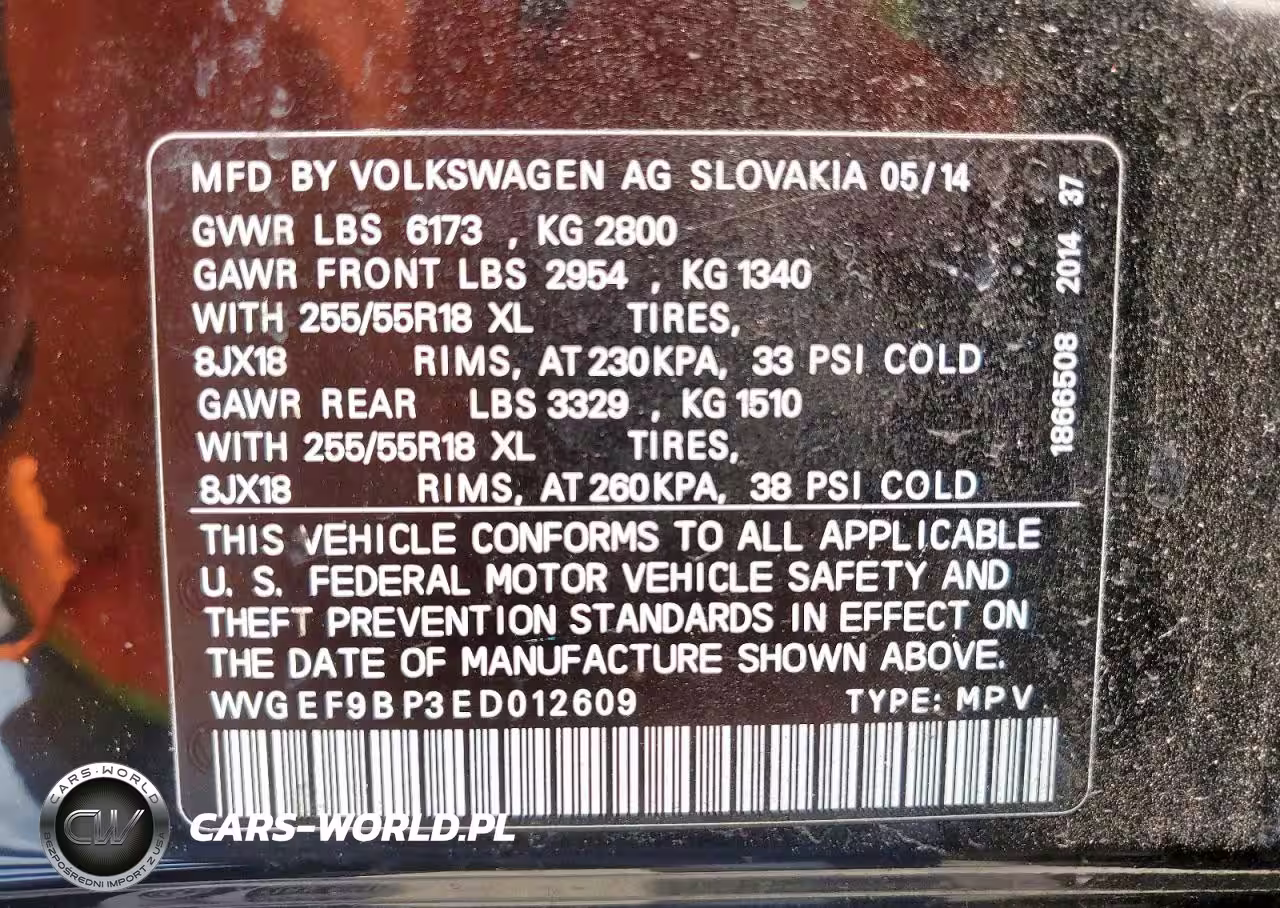 MFD BY VOLKSWAGEN AG SLOVAKIA 05/14
GVWR LBS 6173 , KG 2800
GAWR FRONT LBS 2954 , KG 1340
WITH 255/55R18 XL TIRES,
8JX18 RIMS, AT 230KPA, 33 PSI COLD
GAWR REAR LBS 3329 , KG 1510
WITH 255/55R18 XL TIRES,
8JX18 RIMS, AT 260KPA, 38 PSI COLD
1866508 2014 37
THIS VEHICLE CONFORMS TO ALL APPLICABLE
U. S. FEDERAL MOTOR VEHICLE SAFETY AND
THEFT PREVENTION STANDARDS IN EFFECT ON
THE DATE OF MANUFACTURE SHOWN ABOVE.
WVGEF9BP3ED012609 TYPE: MPV
CARS-WORLD
CW
BEZPOŚREDNI IMPORT Z USA
CARS-WORLD.PL